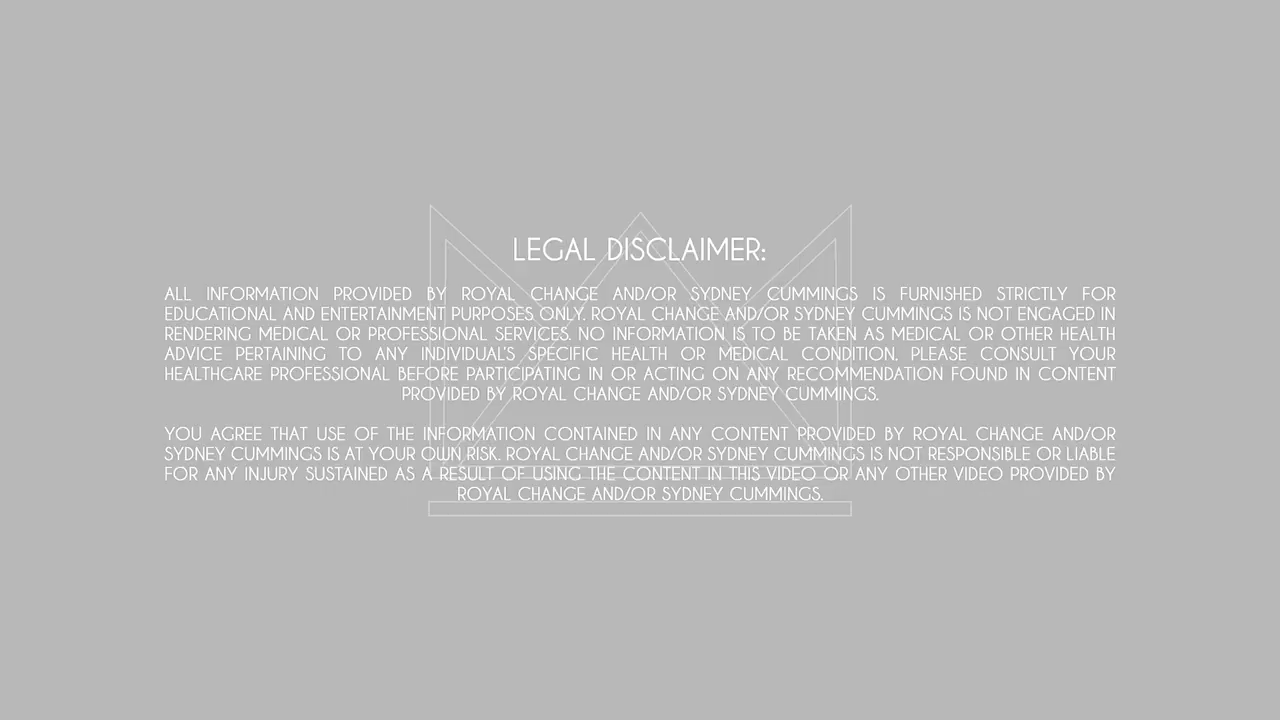 LEGAL DISCLAIMER:
ALL INFORMATION PROVIDED BY ROYAL CHANGE AND/OR SYDNEY CUMMINGS IS FURNISHED STRICTLY FOR
EDUCATIONAL AND ENTERTAINMENT PURPOSES ONLY. ROYAL CHANGE AND/OR SYDNEY CUMMINGS IS NOT ENGAGED IN
RENDERING MEDICAL OR PROFESSIONAL SERVICES. NO INFORMATION IS TO BE TAKEN AS MEDICAL OR OTHER HEALTH
ADVICE PERTAINING TO ANY INDIVIDUAL'S SPECIFIC HEALTH OR MEDICAL CONDITION. PLEASE CONSULT YOUR
HEALTHCARE PROFESSIONAL BEFORE PARTICIPATING IN OR ACTING ON ANY RECOMMENDATION FOUND IN CONTENT
PROVIDED BY ROYAL CHANGE AND/OR SYDNEY CUMMINGS.
YOU AGREE THAT USE OF THE INFORMATION CONTAINED IN ANY CONTENT PROVIDED BY ROYAL CHANGE AND/OR
SYDNEY CUMMINGS IS AT YOUR OWN RISK. ROYAL CHANGE AND/OR SYDNEY CUMMINGS IS NOT RESPONSIBLE OR LIABLE
FOR ANY INJURY SUSTAINED AS A RESULT OF USING THE CONTENT IN THIS VIDEO OR ANY OTHER VIDEO PROVIDED BY
ROYAL CHANGE AND/OR SYDNEY CUMMINGS.